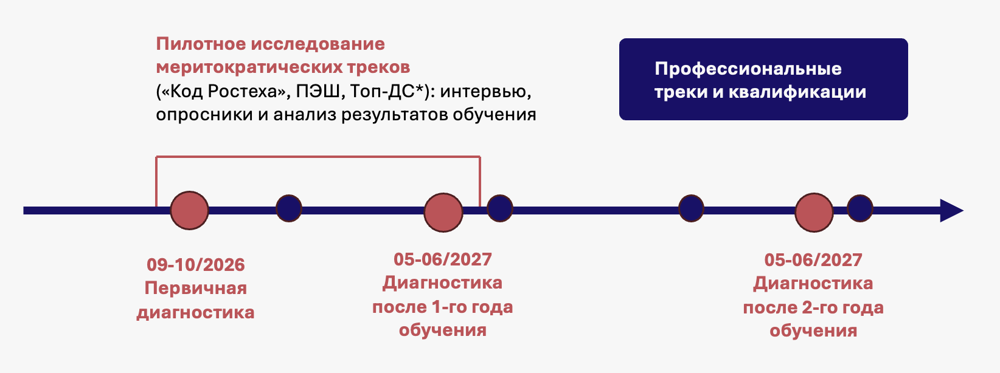 Пилотное исследование
меритократических треков
(«Код Ростеха», ПЭШ, Топ-ДС*): интервью,
опросники и анализ результатов обучения
Профессиональные
треки и квалификации
09-10/2026
Первичная
диагностика
05-06/2027
Диагностика
после 1-го года
обучения
05-06/2027
Диагностика
после 2-го года
обучения